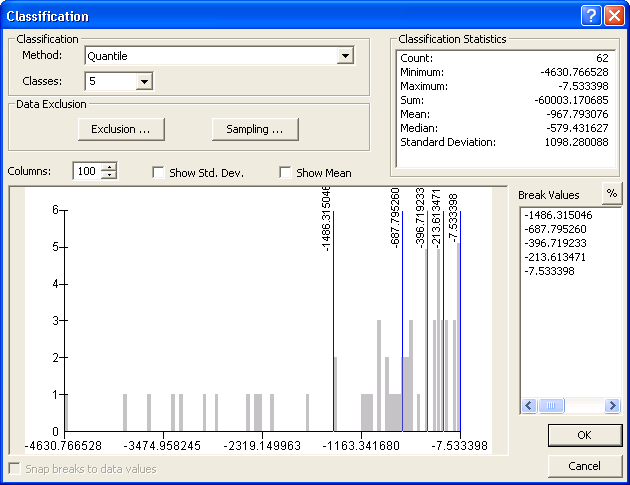 Classification
Classification
Method: Quantile
Classes: 5
Data Exclusion
Exclusion ...
Sampling ...
Classification Statistics
Count: 62
Minimum: -4630.766528
Maximum: -7.533398
Sum: -60003.170685
Mean: -967.793076
Median: -579.431627
Standard Deviation: 1098.280088
Columns: 100
Show Std. Dev.
Show Mean
Break Values
%
-1486.315046
-687.795260
-396.719233
-213.613471
-7.533398
-1486.315046
-687.795260
-396.719233
-213.613471
-7.533398
6
5
4
3
2
1
0
-4630.766528 -3474.958245 -2319.149963 -1163.341680 -7.533398
Snap breaks to data values
OK
Cancel